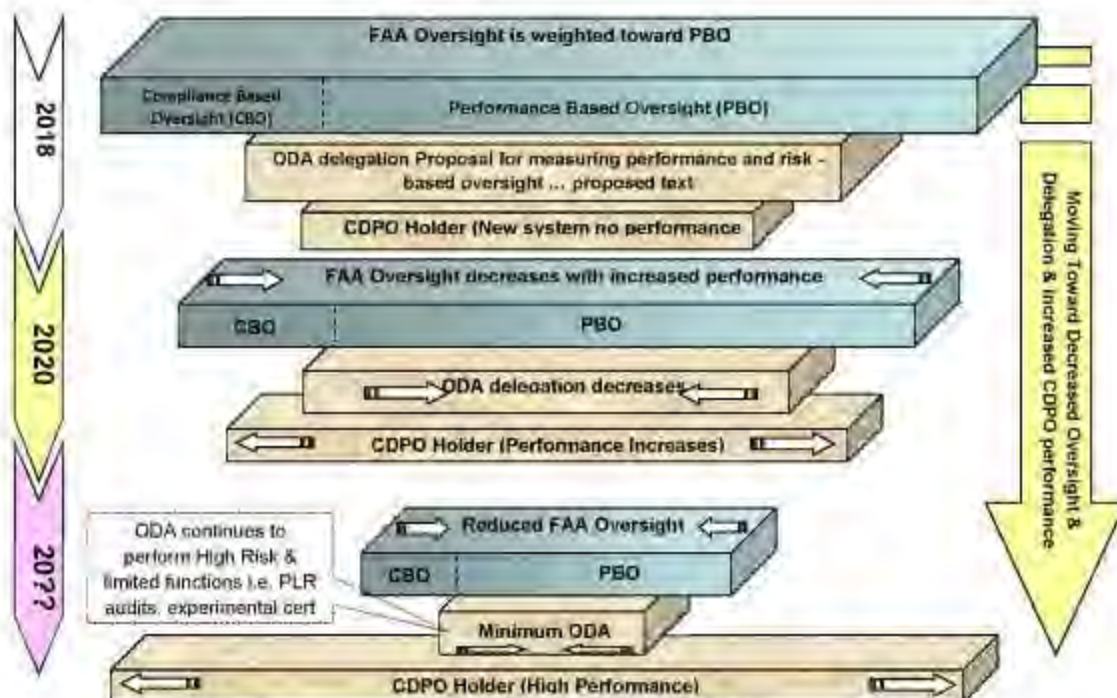 FAA Oversight is weighted toward PBO
Compliance Based
Oversight (CBO)
Performance Based Oversight (PBO)
2018
ODA delegation Proposal for measuring performance and risk -
based oversight ... proposed text
CDPO Holder (New system no performance
FAA Oversight decreases with increased performance
CBO
PBO
2020
ODA delegation decreases
CDPO Holder (Performance Increases)
Moving Toward Decreased Oversight &
Delegation & Increased CDPO performance
ODA continues to
perform High Risk &
limited functions i.e. PLR
audits, experimental cert
Reduced FAA Oversight
CBO
PBO
20??
Minimum ODA
CDPO Holder (High Performance)